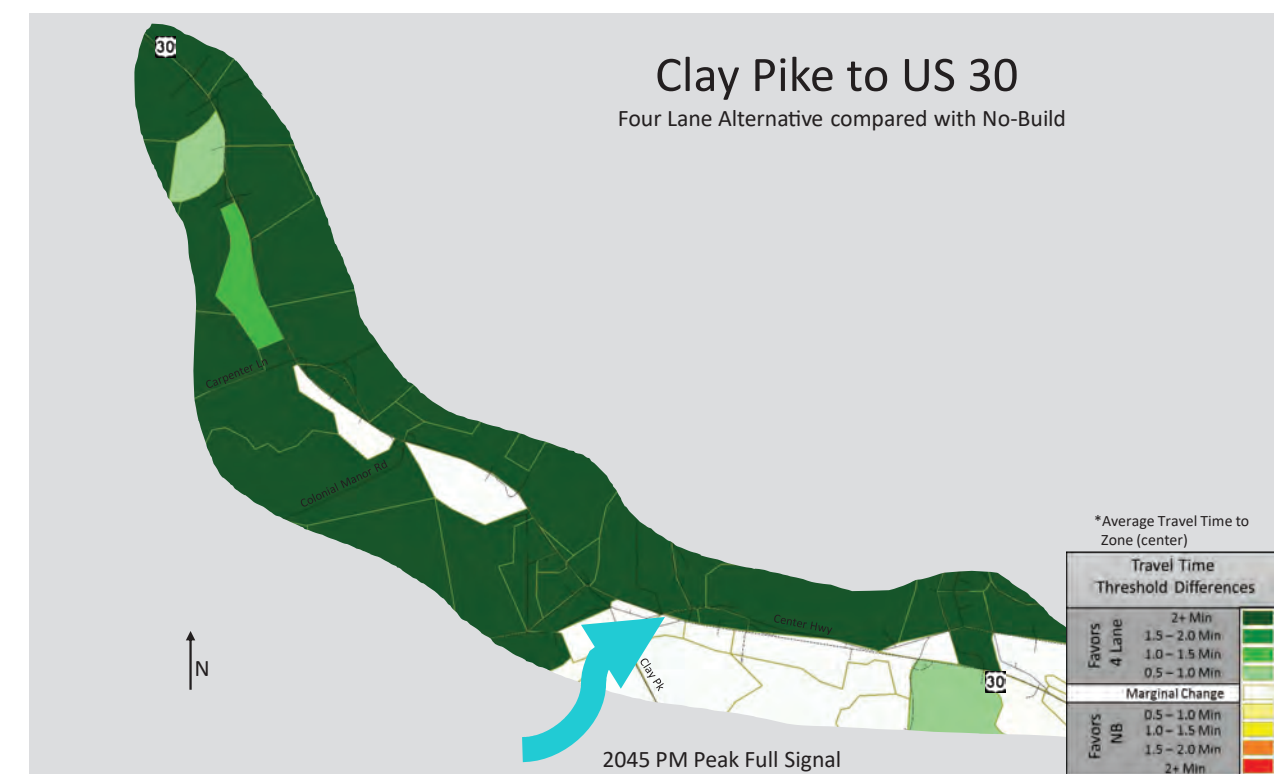 30
Clay Pike to US 30
Four Lane Alternative compared with No-Build
Carpenter Ln
Colonial Manor Rd
Center Hwy
Clay Pk
30
N
2045 PM Peak Full Signal
*Average Travel Time to
Zone (center)
Travel Time
Threshold Differences
Favors
4 Lane
2+ Min
1.5 – 2.0 Min
1.0 – 1.5 Min
0.5 – 1.0 Min
Marginal Change
Favors
NB
0.5 – 1.0 Min
1.0 – 1.5 Min
1.5 – 2.0 Min
2+ Min